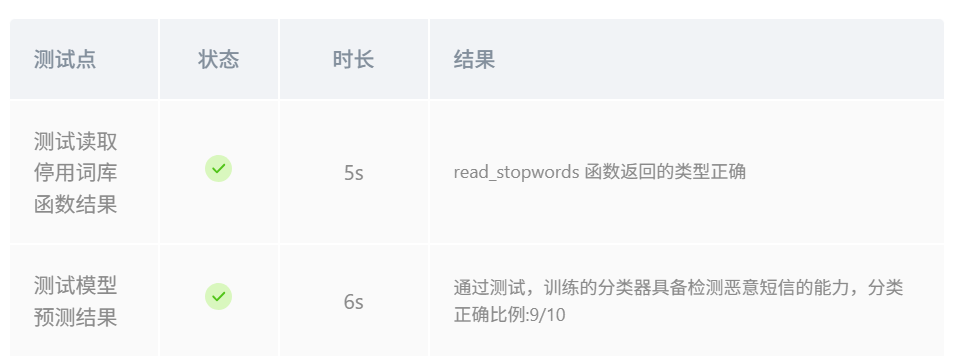 测试点 状态 时长 结果
测试读取
停用词库
函数结果
5s
read_stopwords 函数返回的类型正确
测试模型
预测结果
6s
通过测试，训练的分类器具备检测恶意短信的能力，分类
正确比例:9/10